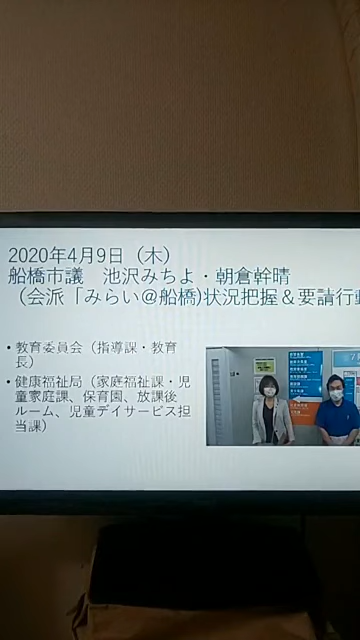 2020年4月9日（木）
船橋市議　池沢みちよ・朝倉幹晴
（会派「みらい＠船橋)状況把握＆要請行動
• 教育委員会（指導課・教育
長）
• 健康福祉局（家庭福祉課・児
童家庭課、保育園、放課後
ルーム、児童デイサービス担
当課）